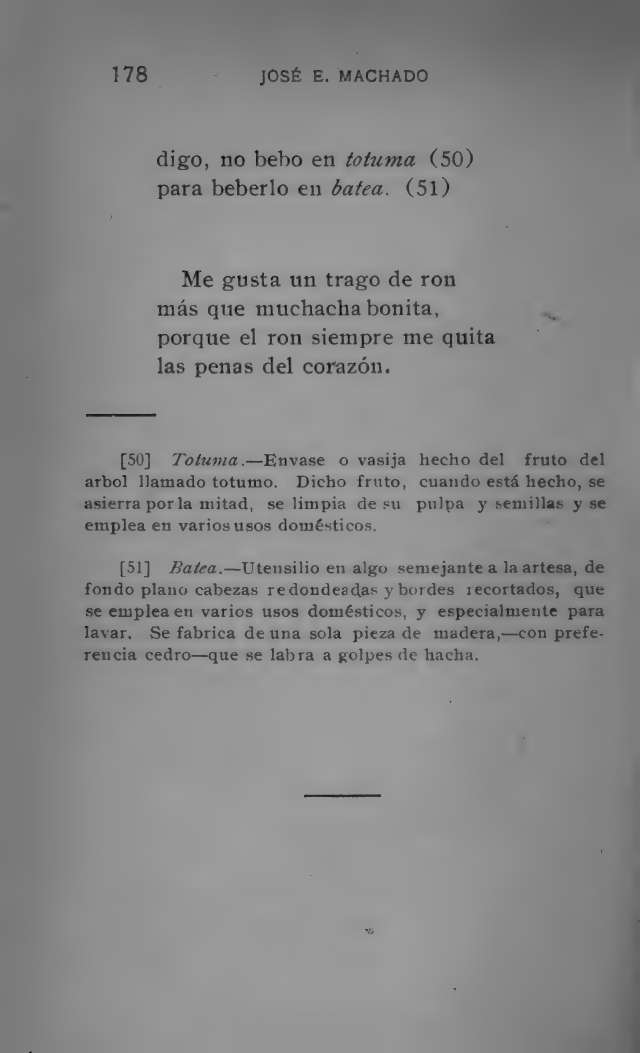 178 JOSÉ E. MACHADO
digo, no bebo en totuma (50)
para beberlo en batea. (51)
Me gusta un trago de ron
más que muchacha bonita,
porque el ron siempre me quita
las penas del corazón.
[50] Totuma.—Envase o vasija hecho del fruto del
arbol llamado totumo. Dicho fruto, cuando está hecho, se
asierra por la mitad, se limpia de su pulpa y semillas y se
emplea en varios usos domésticos.
[51] Batea.—Utensilio en algo semejante a la artesa, de
fondo plano cabezas redondeadas y bordes recortados, que
se emplea en varios usos domésticos, y especialmente para
lavar. Se fabrica de una sola pieza de madera,—con prefe-
rencia cedro—que se labra a golpes de hacha.